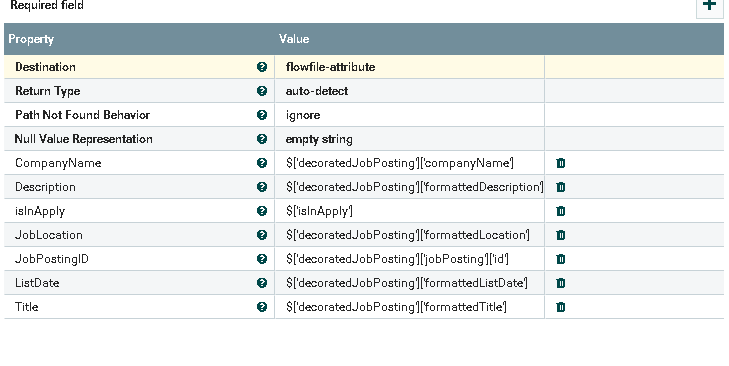 Required field
Property Value
Destination flowfile-attribute
Return Type auto-detect
Path Not Found Behavior ignore
Null Value Representation empty string
CompanyName $['decoratedJobPosting']['companyName']
Description $['decoratedJobPosting']['formattedDescription']
isInApply $['isInApply']
JobLocation $['decoratedJobPosting']['formattedLocation']
JobPostingID $['decoratedJobPosting']['jobPosting']['id']
ListDate $['decoratedJobPosting']['formattedListDate']
Title $['decoratedJobPosting']['formattedTitle']